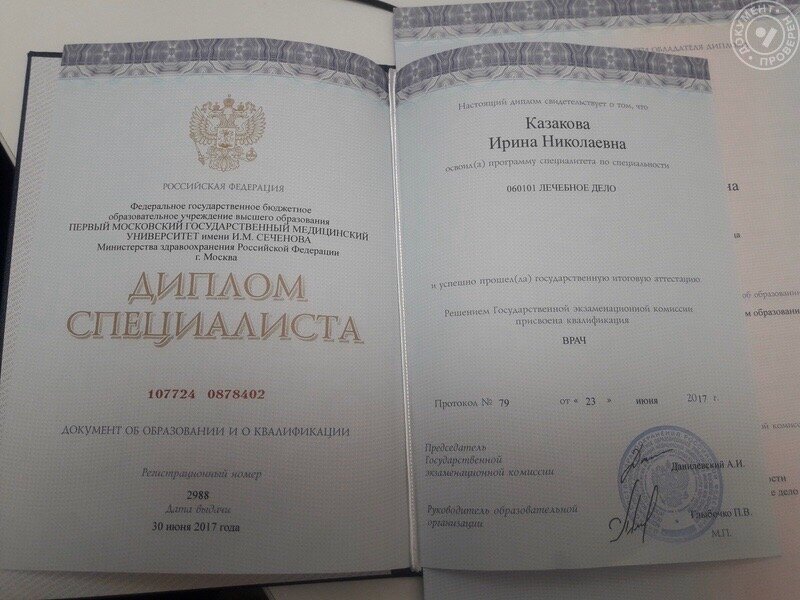 РОССИЙСКАЯ ФЕДЕРАЦИЯ
Федеральное государственное бюджетное
образовательное учреждение высшего образования
ПЕРВЫЙ МОСКОВСКИЙ ГОСУДАРСТВЕННЫЙ МЕДИЦИНСКИЙ
УНИВЕРСИТЕТ имени И.М. СЕЧЕНОВА
Министерства здравоохранения Российской Федерации
г. Москва
ДИПЛОМ
СПЕЦИАЛИСТА
107724 0878402
ДОКУМЕНТ ОБ ОБРАЗОВАНИИ И О КВАЛИФИКАЦИИ
Регистрационный номер
2988
Дата выдачи
30 июня 2017 года
Настоящий диплом свидетельствует о том, что
Казакова
Ирина Николаевна
освоил(а) программу специалитета по специальности
060101 ЛЕЧЕБНОЕ ДЕЛО
и успешно прошел(ла) государственную итоговую аттестацию
Решением Государственной экзаменационной комиссии
присвоена квалификация
ВРАЧ
Протокол № 79 от « 23 » июня 2017 г.
Председатель
Государственной
экзаменационной комиссии
Данилевский А.И.
Руководитель образовательной
организации
Глыбочко П.В.
М.П.
ДОКУМЕНТ ПРОВЕРЕН